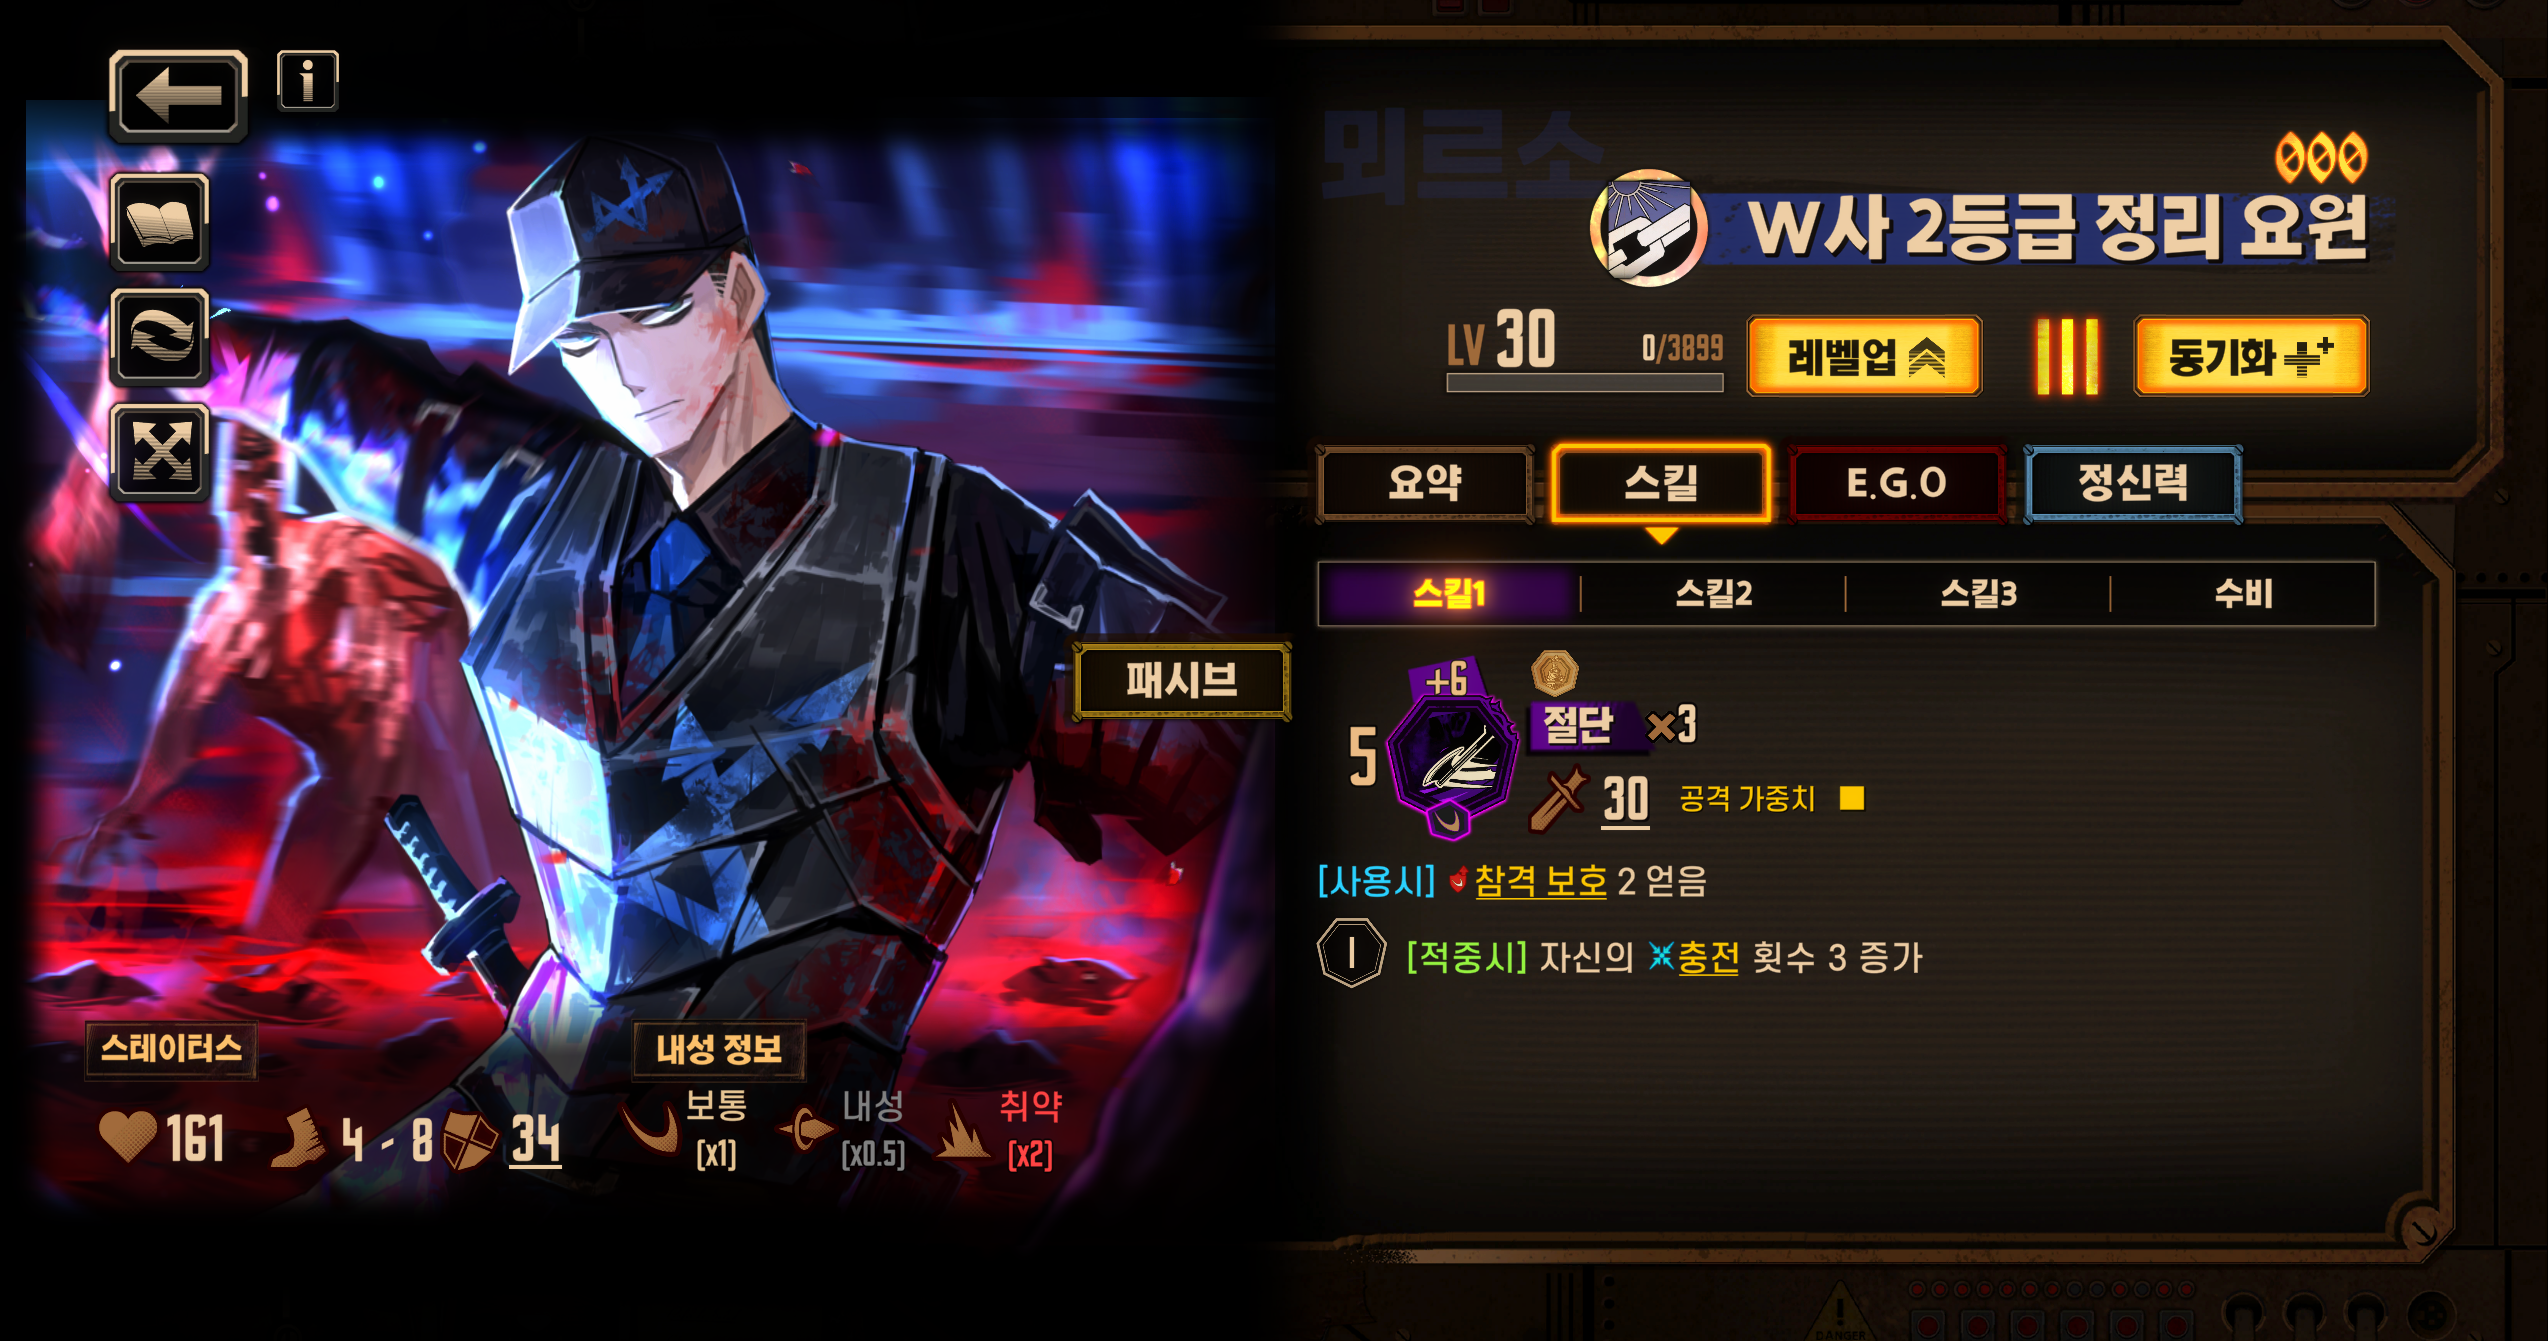 뫼르소
W사 2등급 정리 요원
LV 30 0/3899 레벨업 동기화
요약 스킬 E.G.O 정신력
스킬1 스킬2 스킬3 수비
패시브
+6
5 절단 ×3
30 공격 가중치
[사용시] 참격 보호 2 얻음
I [적중시] 자신의 충전 횟수 3 증가
스테이터스
161 4 - 8 34
내성 정보
보통 내성 취약
[x1] [x0.5] [x2]
DANGER